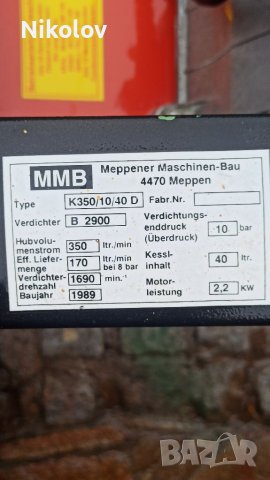 Nikolov
MMB
Meppener Maschinen-Bau
4470 Meppen
Type K350/10/40 D Fabr.Nr.
Verdichter B 2900
Hubvolu-
menstrom 350 ltr./min
Eff. Liefer-
menge 170 ltr./min
bei 8 bar
Verdichter-
drehzahl 1690 min.⁻¹
Baujahr 1989
Verdichtungs-
enddruck
(Überdruck) 10 bar
Kessl-
inhalt 40 ltr.
Motor-
leistung 2,2 KW
BAZAR